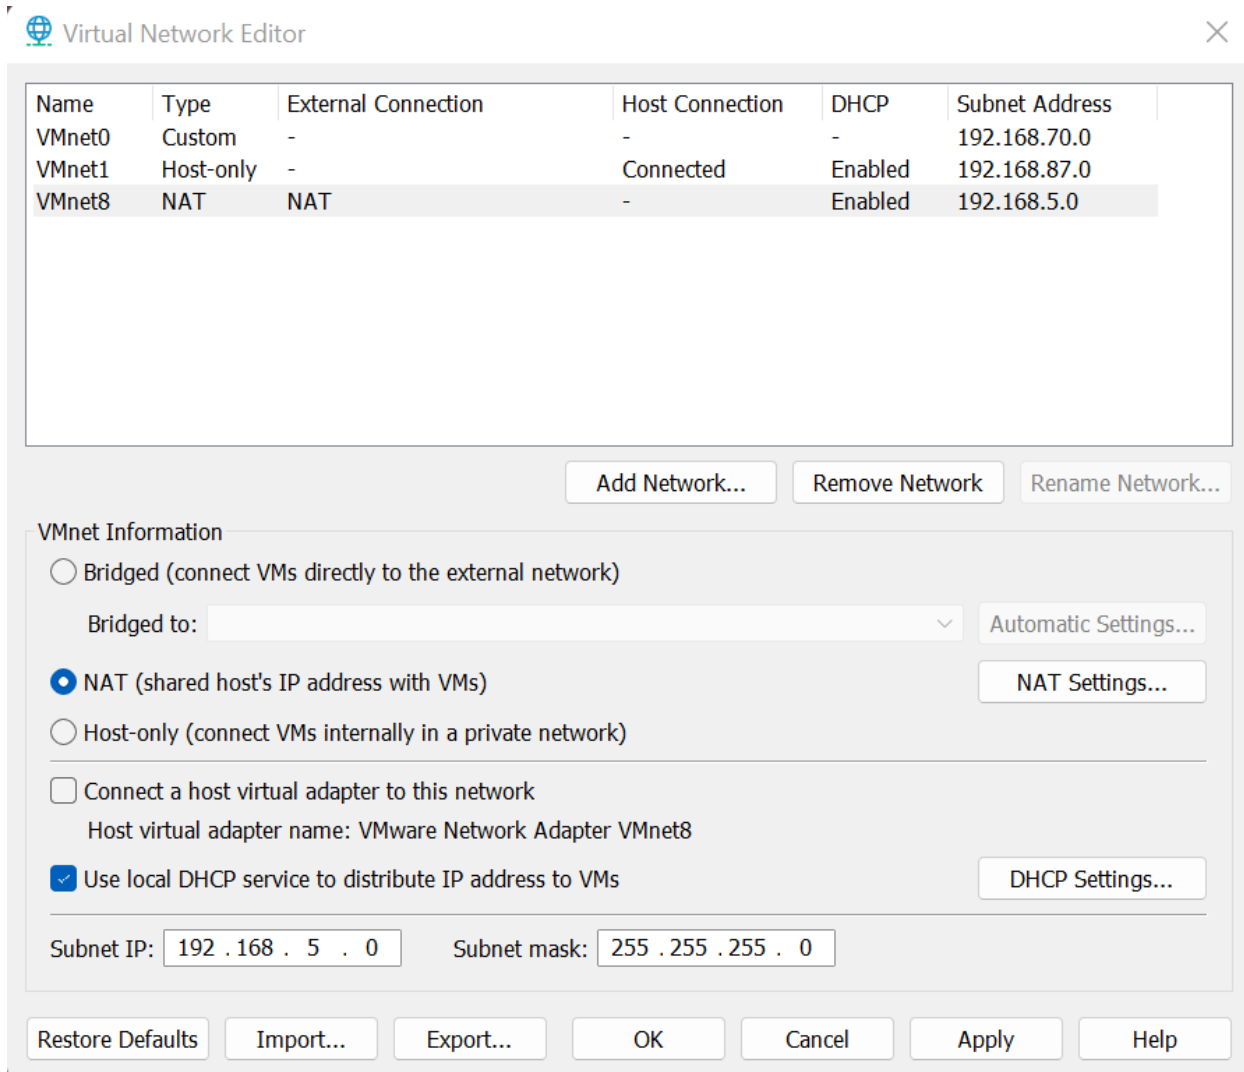 Virtual Network Editor
Name Type External Connection Host Connection DHCP Subnet Address
VMnet0 Custom - - - 192.168.70.0
VMnet1 Host-only - Connected Enabled 192.168.87.0
VMnet8 NAT NAT - Enabled 192.168.5.0
Add Network... Remove Network Rename Network...
VMnet Information
Bridged (connect VMs directly to the external network)
Bridged to: Automatic Settings...
NAT (shared host's IP address with VMs) NAT Settings...
Host-only (connect VMs internally in a private network)
Connect a host virtual adapter to this network
Host virtual adapter name: VMware Network Adapter VMnet8
Use local DHCP service to distribute IP address to VMs DHCP Settings...
Subnet IP: 192 . 168 . 5 . 0 Subnet mask: 255 . 255 . 255 . 0
Restore Defaults Import... Export... OK Cancel Apply Help